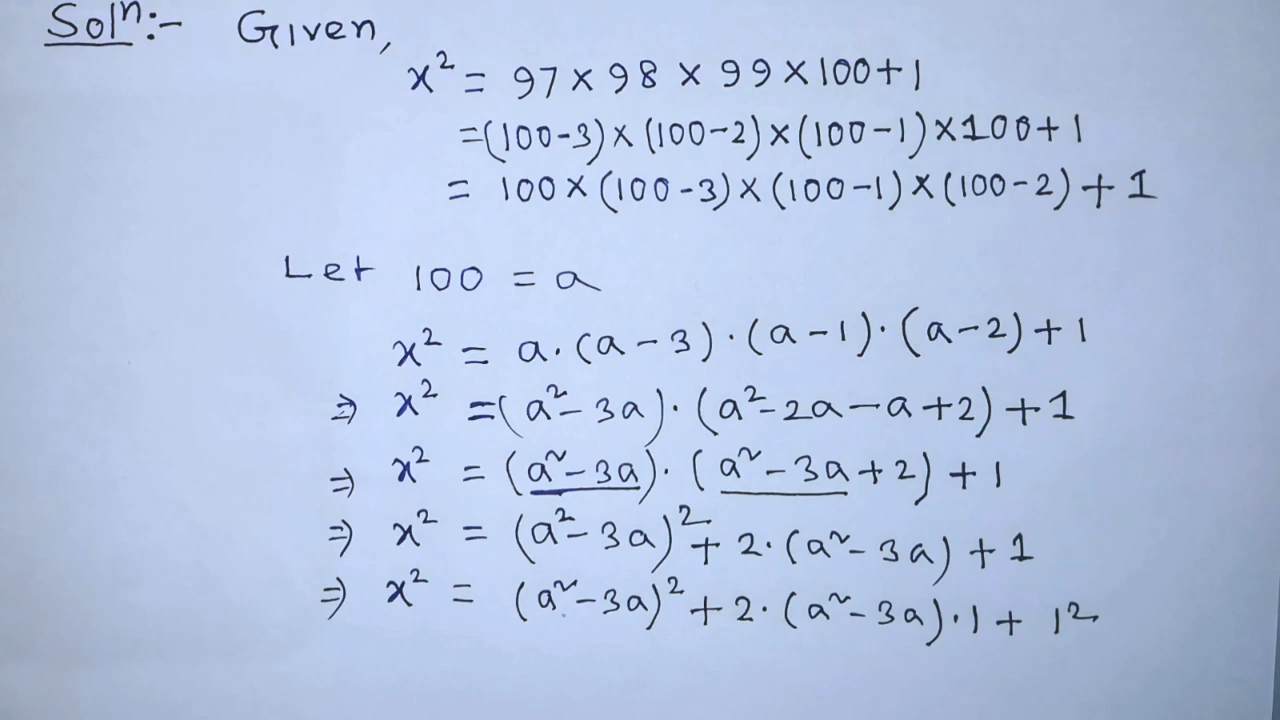 Solⁿ:- Given,
x² = 97 × 98 × 99 × 100 + 1
= (100-3) × (100-2) × (100-1) × 100 + 1
= 100 × (100-3) × (100-1) × (100-2) + 1
Let 100 = a
x² = a·(a-3)·(a-1)·(a-2) + 1
⇒ x² = (a²-3a)·(a²-2a-a+2) + 1
⇒ x² = (a²-3a)·(a²-3a+2) + 1
⇒ x² = (a²-3a)² + 2·(a²-3a) + 1
⇒ x² = (a²-3a)² + 2·(a²-3a)·1 + 1²